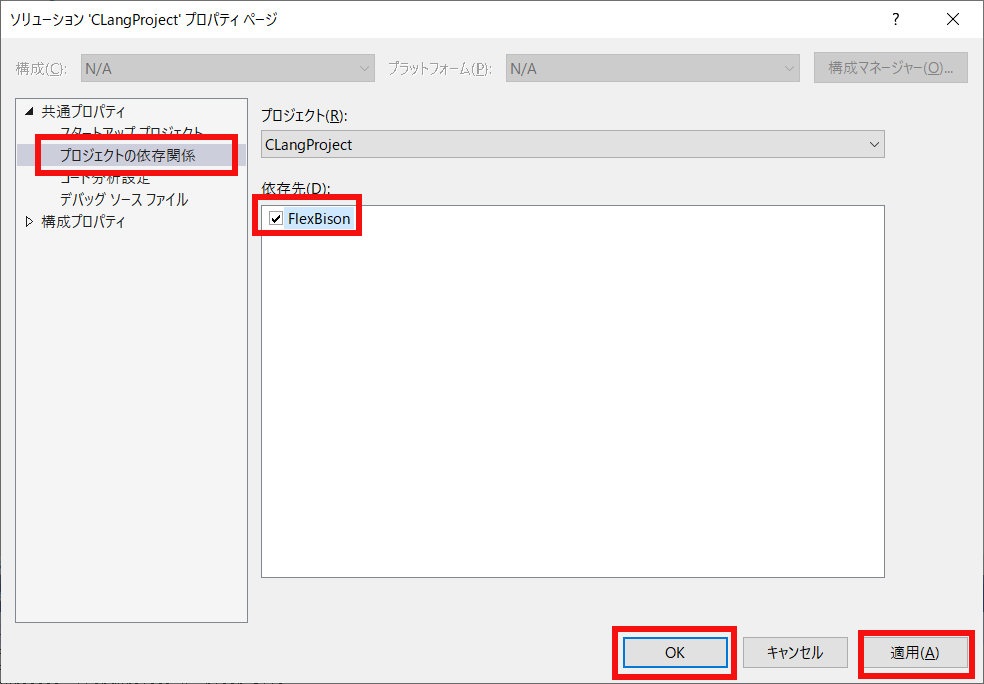 ソリューション 'CLangProject' プロパティ ページ
?
構成(C): N/A プラットフォーム(P): N/A 構成マネージャー(O)...
共通プロパティ
スタートアップ プロジェクト
プロジェクトの依存関係
コード分析設定
デバッグ ソース ファイル
構成プロパティ
プロジェクト(R):
CLangProject
依存先(D):
FlexBison
OK キャンセル 適用(A)